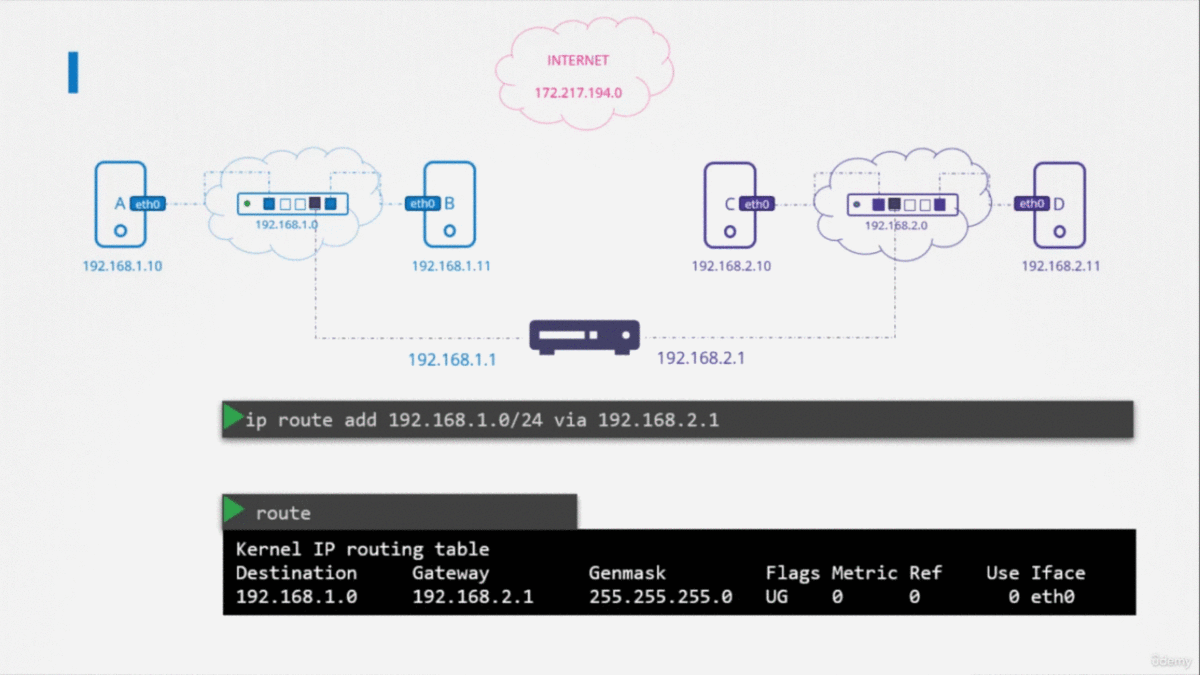 INTERNET
172.217.194.0
A eth0
192.168.1.0
eth0 B
C eth0
192.168.2.0
eth0 D
192.168.1.10
192.168.1.11
192.168.2.10
192.168.2.11
192.168.1.1
192.168.2.1
ip route add 192.168.1.0/24 via 192.168.2.1
route
Kernel IP routing table
Destination Gateway Genmask Flags Metric Ref Use Iface
192.168.1.0 192.168.2.1 255.255.255.0 UG 0 0 0 eth0
ûdemy